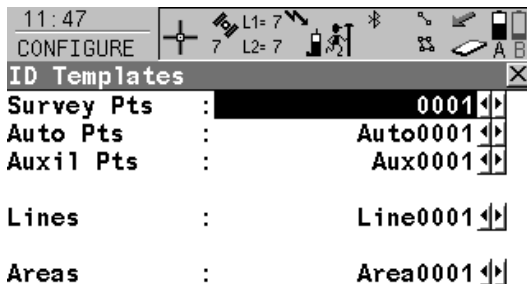 11:47
CONFIGURE
7 L1= 7
L2= 7
A B
ID Templates
Survey Pts : 0001
Auto Pts : Auto0001
Auxil Pts : Aux0001
Lines : Line0001
Areas : Area0001